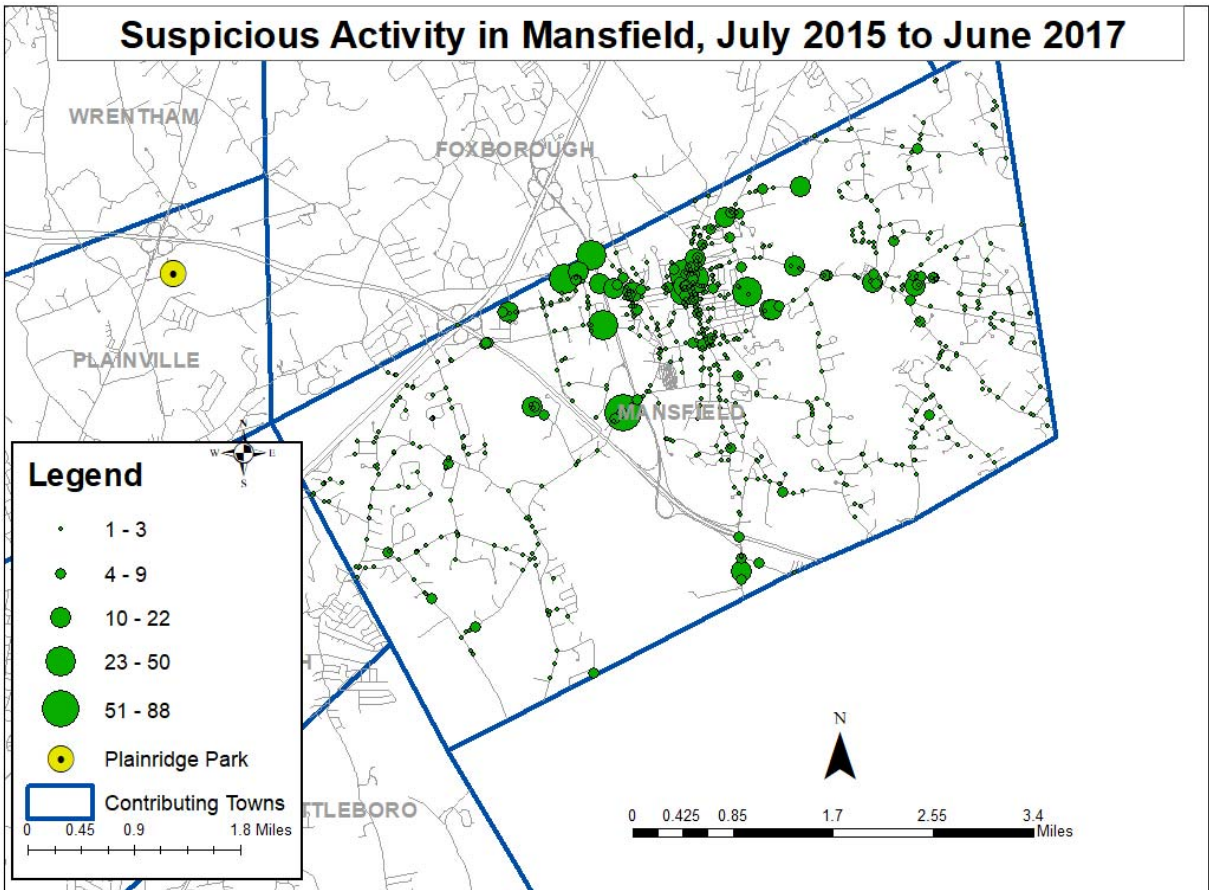 Suspicious Activity in Mansfield, July 2015 to June 2017
WRENTHAM
FOXBOROUGH
PLAINVILLE
MANSFIELD
N
W E
S
Legend
1 - 3
4 - 9
10 - 22
23 - 50
51 - 88
Plainridge Park
Contributing Towns
0 0.45 0.9 1.8 Miles
H
TTLEBORO
N
0 0.425 0.85 1.7 2.55 3.4
Miles